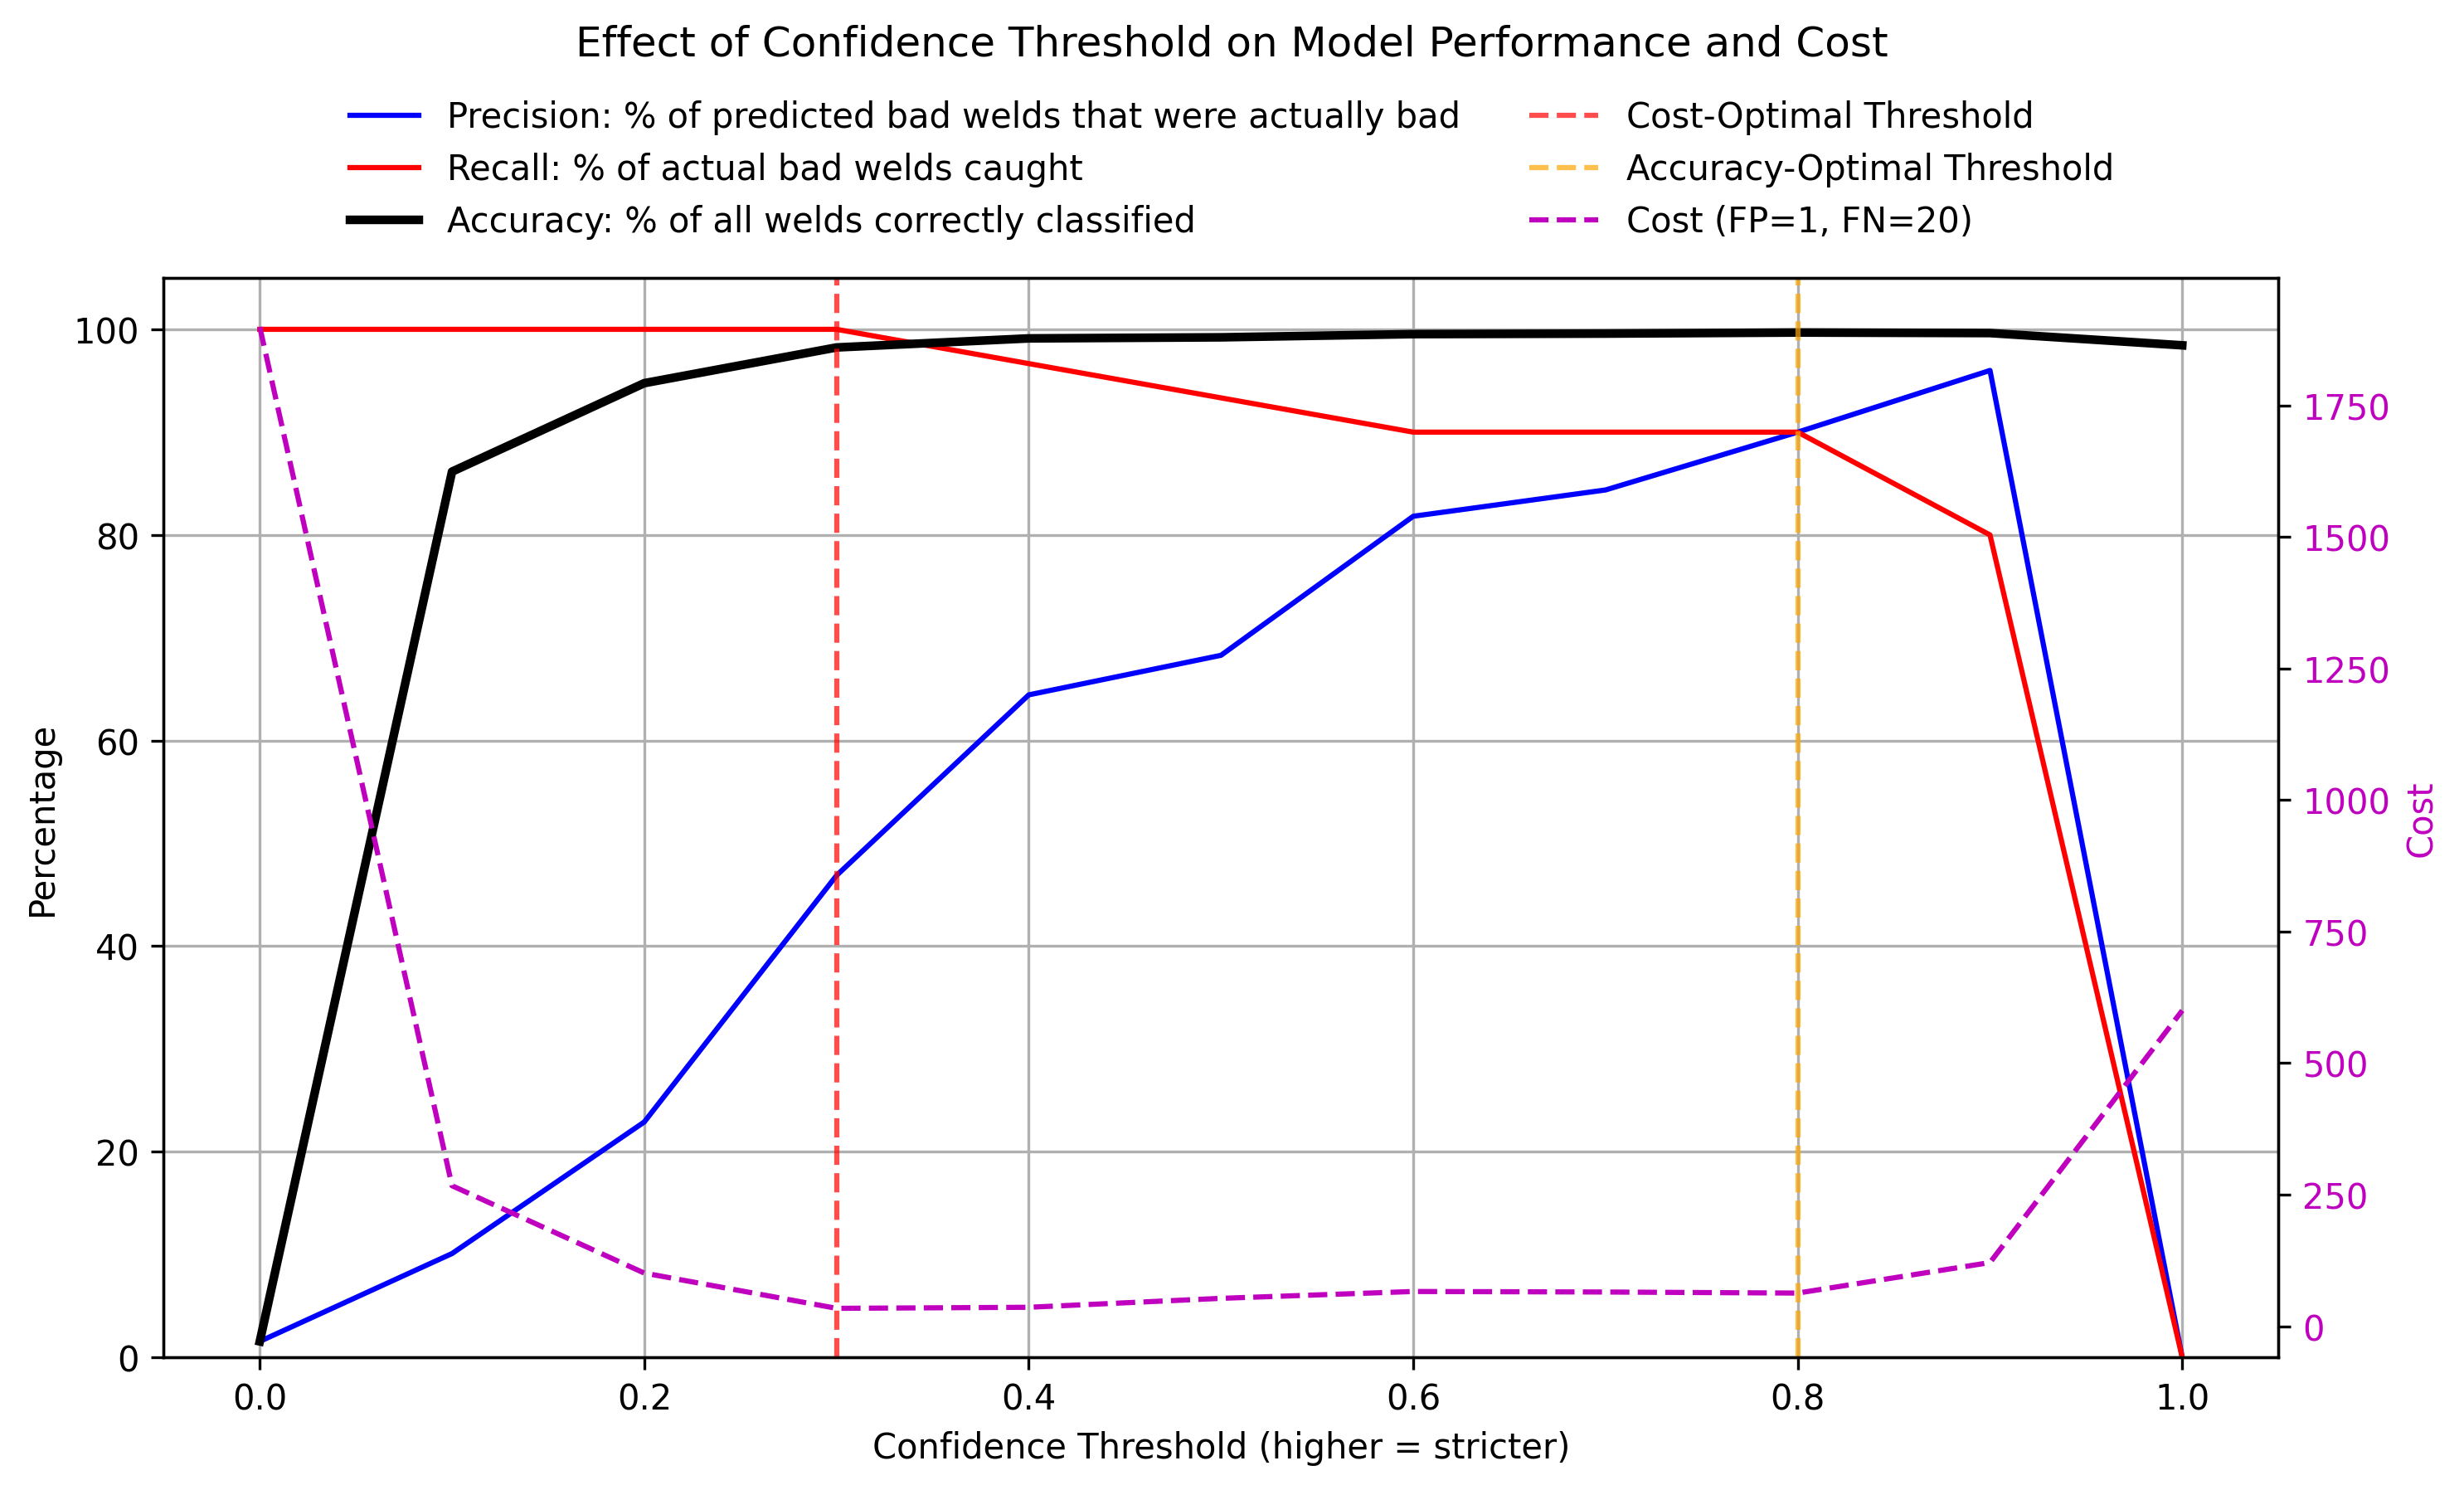 Effect of Confidence Threshold on Model Performance and Cost
Precision: % of predicted bad welds that were actually bad
Recall: % of actual bad welds caught
Accuracy: % of all welds correctly classified
Cost-Optimal Threshold
Accuracy-Optimal Threshold
Cost (FP=1, FN=20)
Percentage
100
80
60
40
20
0
1750
1500
1250
1000
750
500
250
0
Cost
0.0 0.2 0.4 0.6 0.8 1.0
Confidence Threshold (higher = stricter)